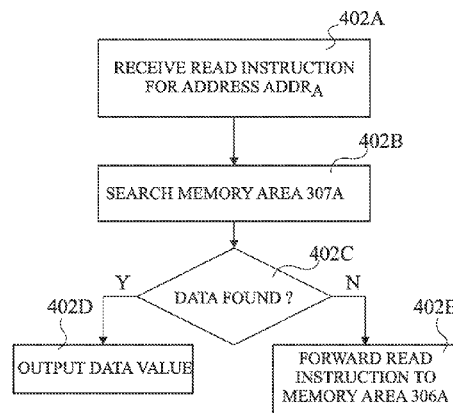 402A
RECEIVE READ INSTRUCTION
FOR ADDRESS ADDRA
402B
SEARCH MEMORY AREA 307A
402C
Y
DATA FOUND ?
N
402D
OUTPUT DATA VALUE
402E
FORWARD READ
INSTRUCTION TO
MEMORY AREA 306A